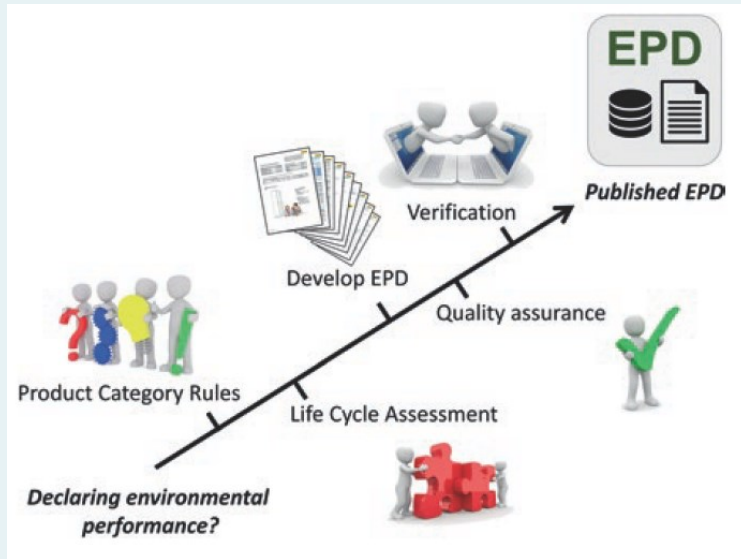 EPD
Published EPD
Verification
Develop EPD
Quality assurance
Product Category Rules
Life Cycle Assessment
Declaring environmental
performance?